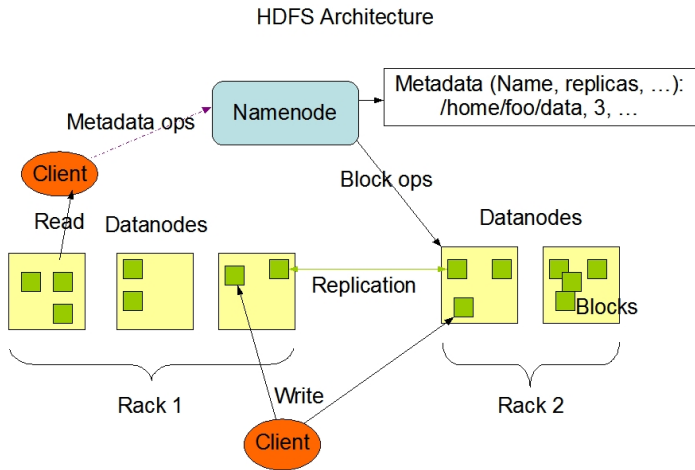 HDFS Architecture
Metadata (Name, replicas, …):
/home/foo/data, 3, …
Namenode
Metadata ops
Client
Block ops
Read
Datanodes
Datanodes
Replication
Blocks
Rack 1
Write
Rack 2
Client